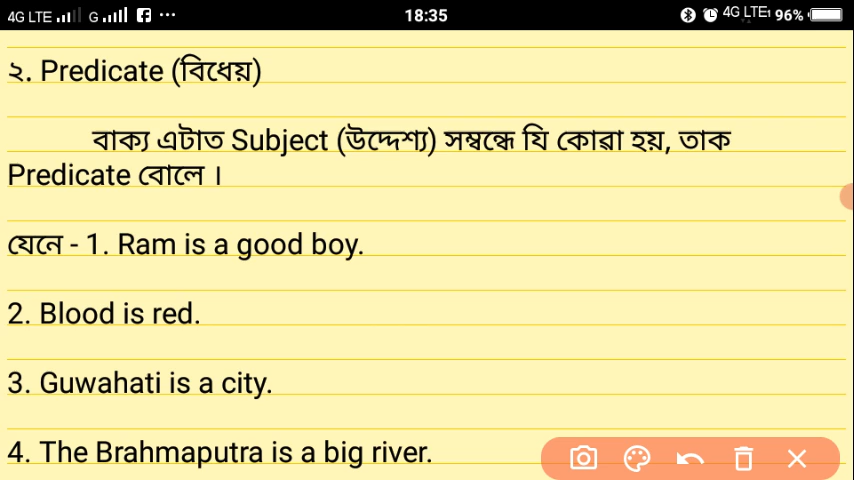 4G LTE G 18:35 4G LTE 96%
২. Predicate (বিধেয়)
বাক্য এটাত Subject (উদ্দেশ্য) সম্বন্ধে যি কোৱা হয়, তাক
Predicate বোলে ।
যেনে - 1. Ram is a good boy.
2. Blood is red.
3. Guwahati is a city.
4. The Brahmaputra is a big river.